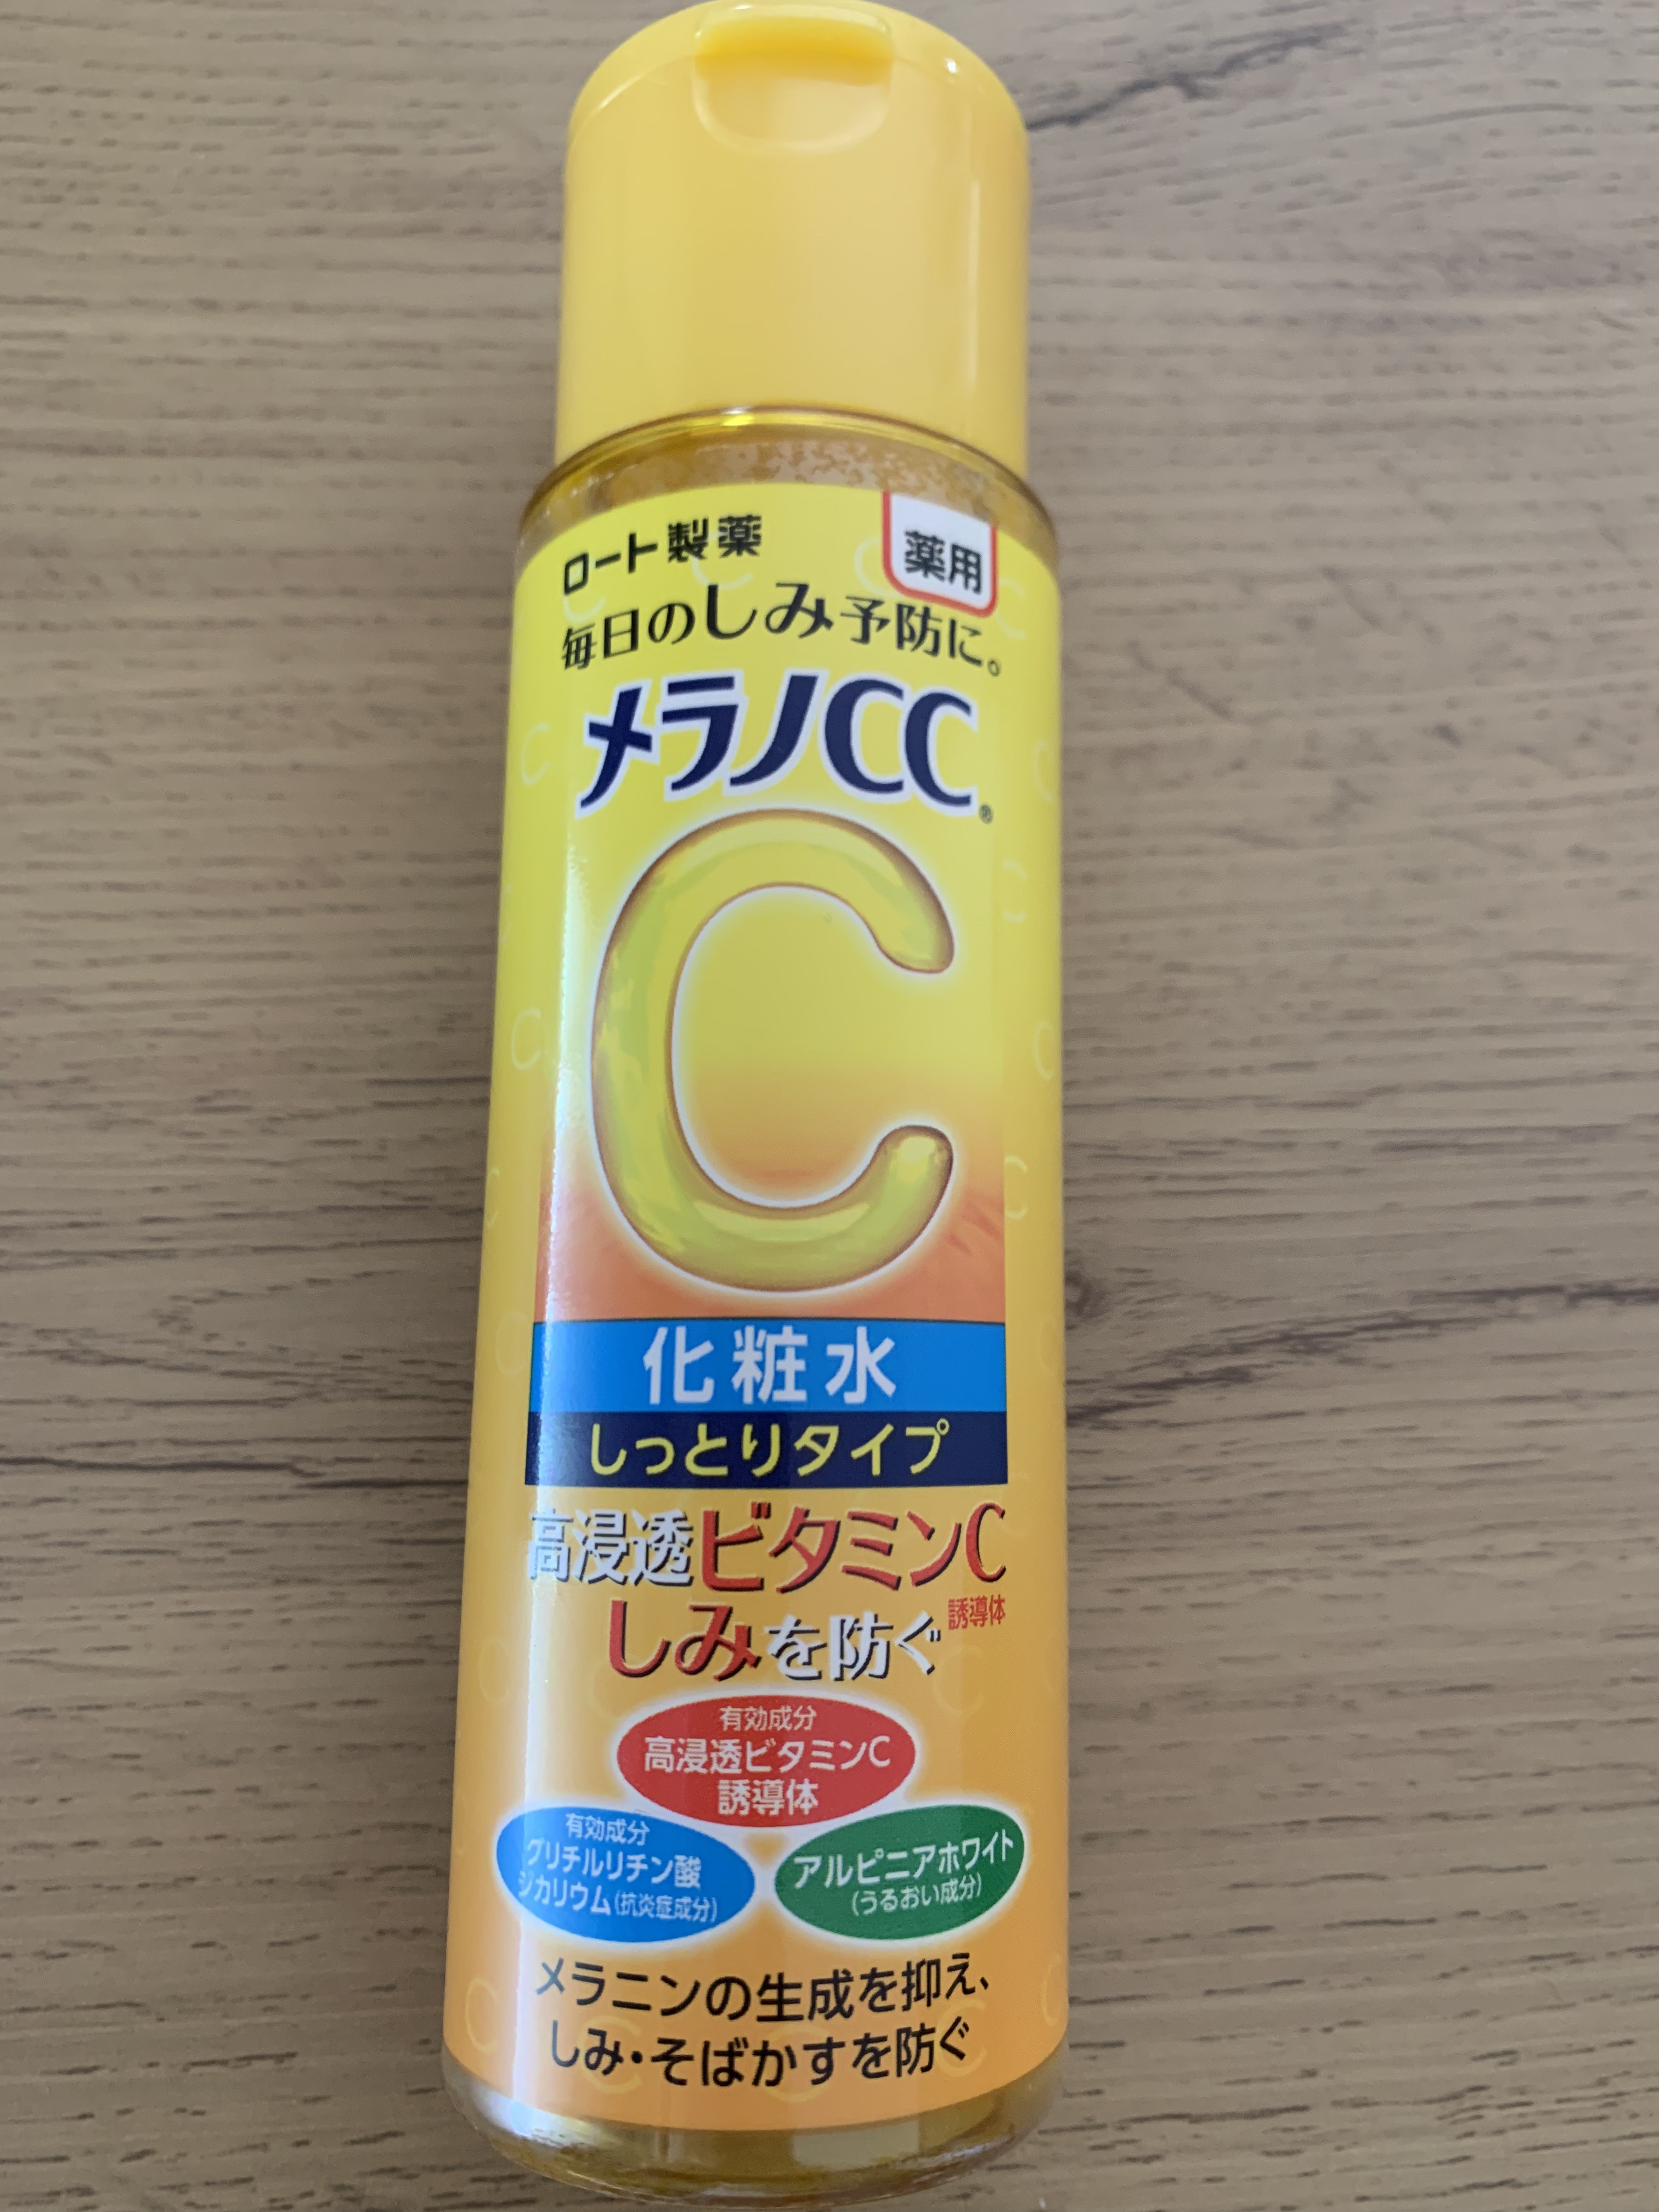 ロート製薬
薬用
毎日のしみ予防に。
メラノCC®
C
化粧水
しっとりタイプ
高浸透ビタミンC
誘導体
しみを防ぐ
有効成分
高浸透ビタミンC
誘導体
有効成分
グリチルリチン酸
ジカリウム(抗炎症成分)
アルピニアホワイト
(うるおい成分)
メラニンの生成を抑え、
しみ・そばかすを防ぐ